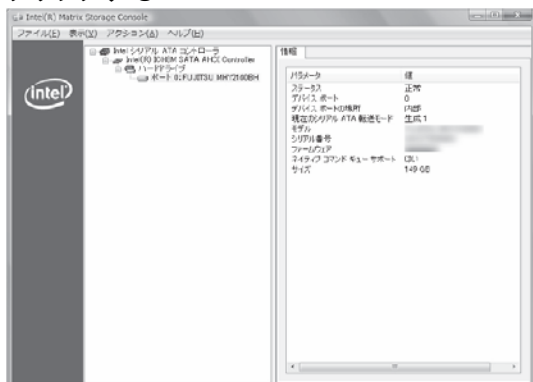 Intel(R) Matrix Storage Console
ファイル(F) 表示(V) アクション(A) ヘルプ(H)
intel
Intel シリアル ATA コントローラ
Intel(R) ICH8M SATA AHCI Controller
ハードドライブ
ポート 0: FUJITSU
情報
パラメータ 値
ステータス 正常
デバイス ポート 0
デバイス ポートの場所 内部
現在のシリアル ATA 転送モード 生成 1
モデル
シリアル番号
ファームウェア
ネイティブ コマンド キュー サポート はい
サイズ 149 GB